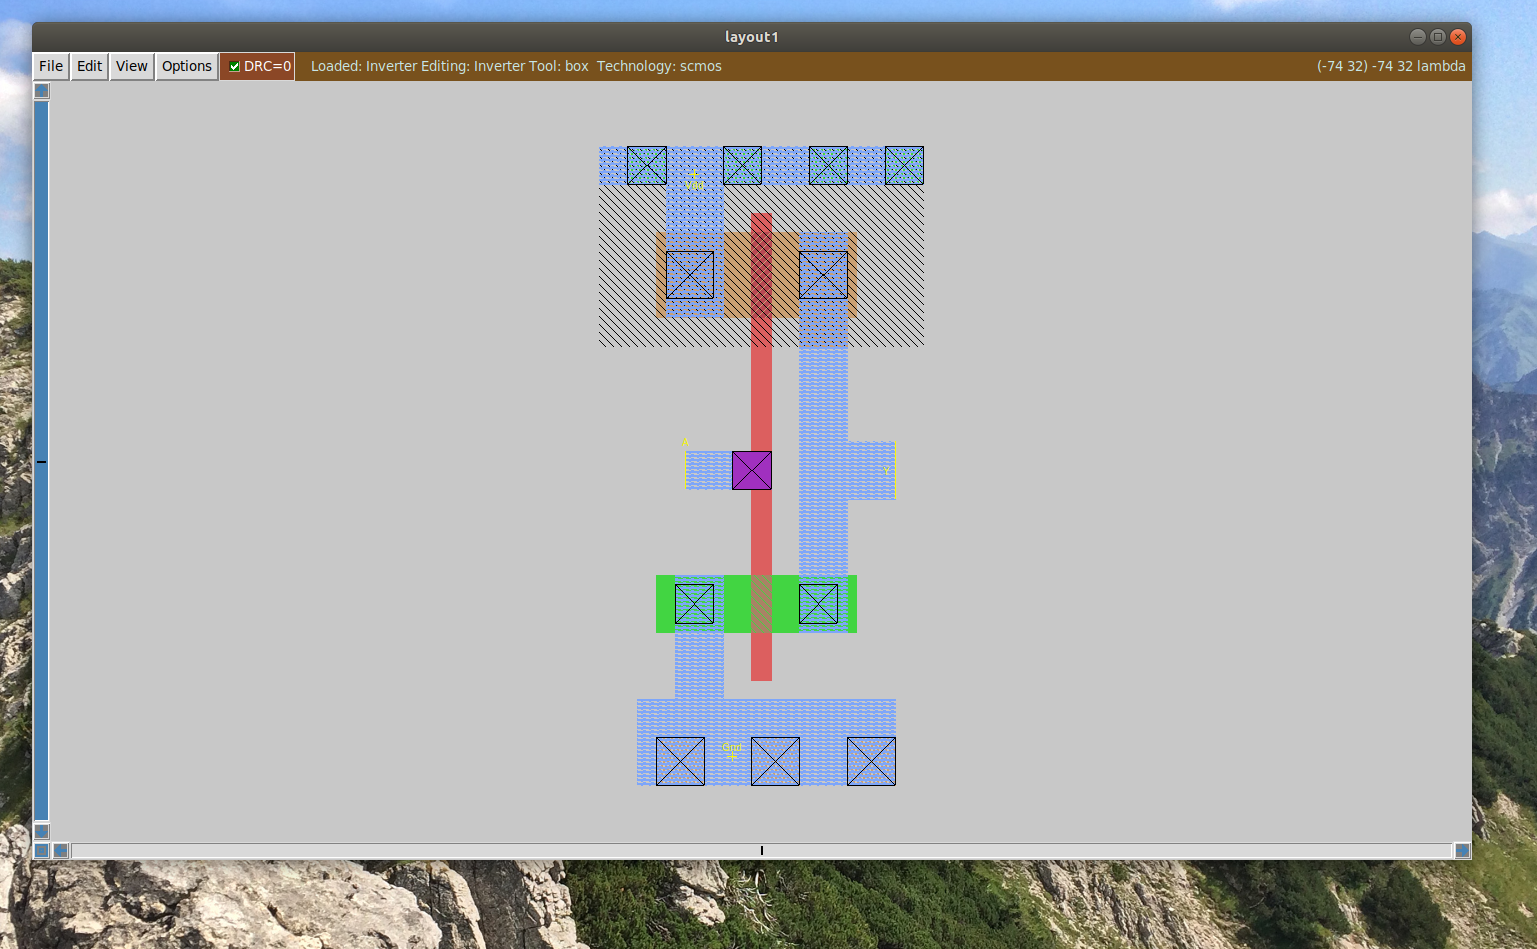 layout1
File Edit View Options DRC=0 Loaded: Inverter Editing: Inverter Tool: box Technology: scmos (-74 32) -74 32 lambda
Vdd
A
Y
Gnd